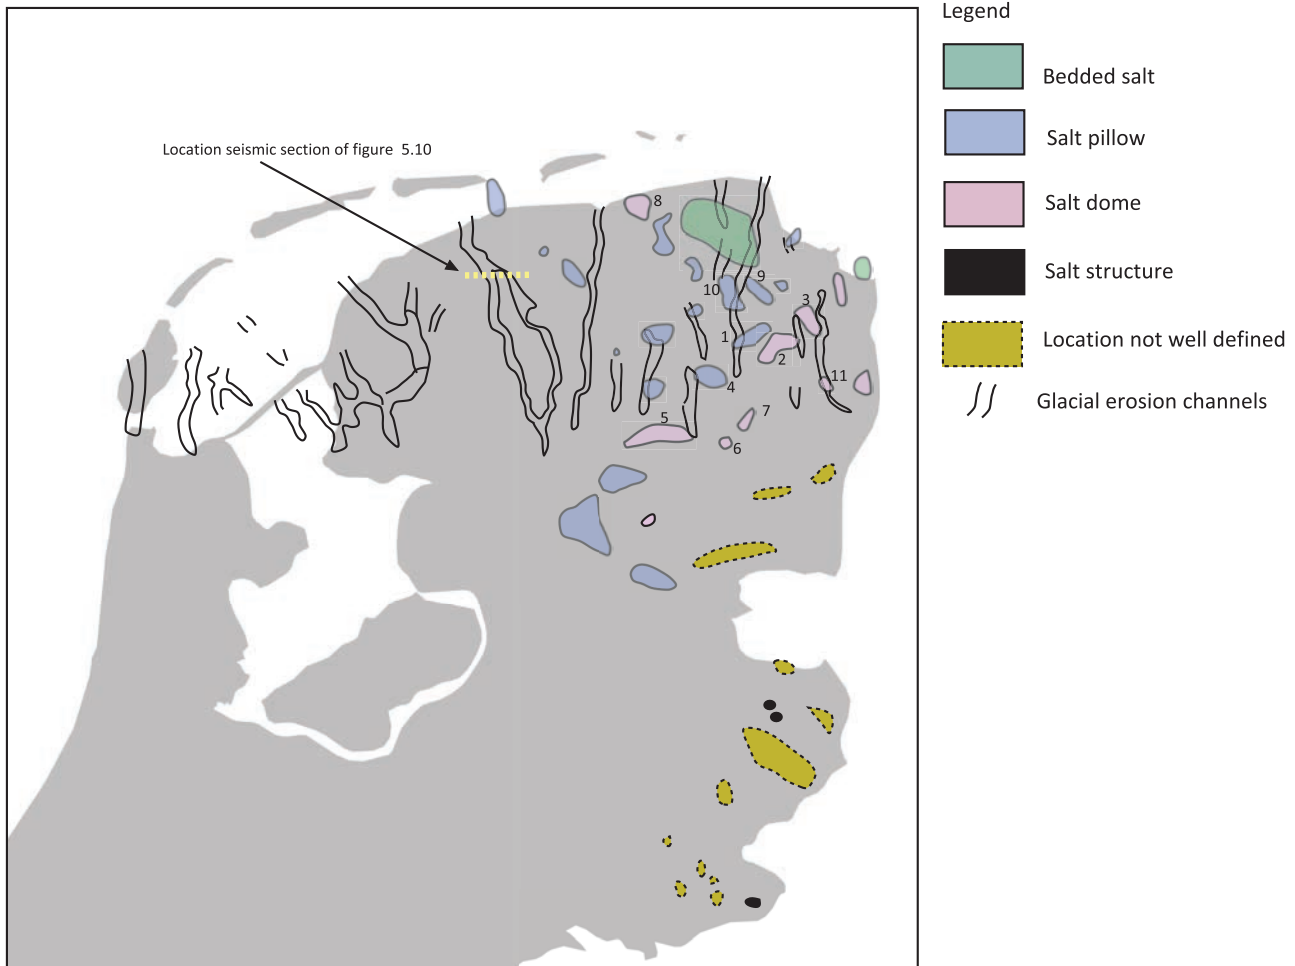 Legend
Bedded salt
Salt pillow
Salt dome
Salt structure
Location not well defined
Glacial erosion channels
Location seismic section of figure 5.10
8
9
10
3
1
2
11
4
7
5
6